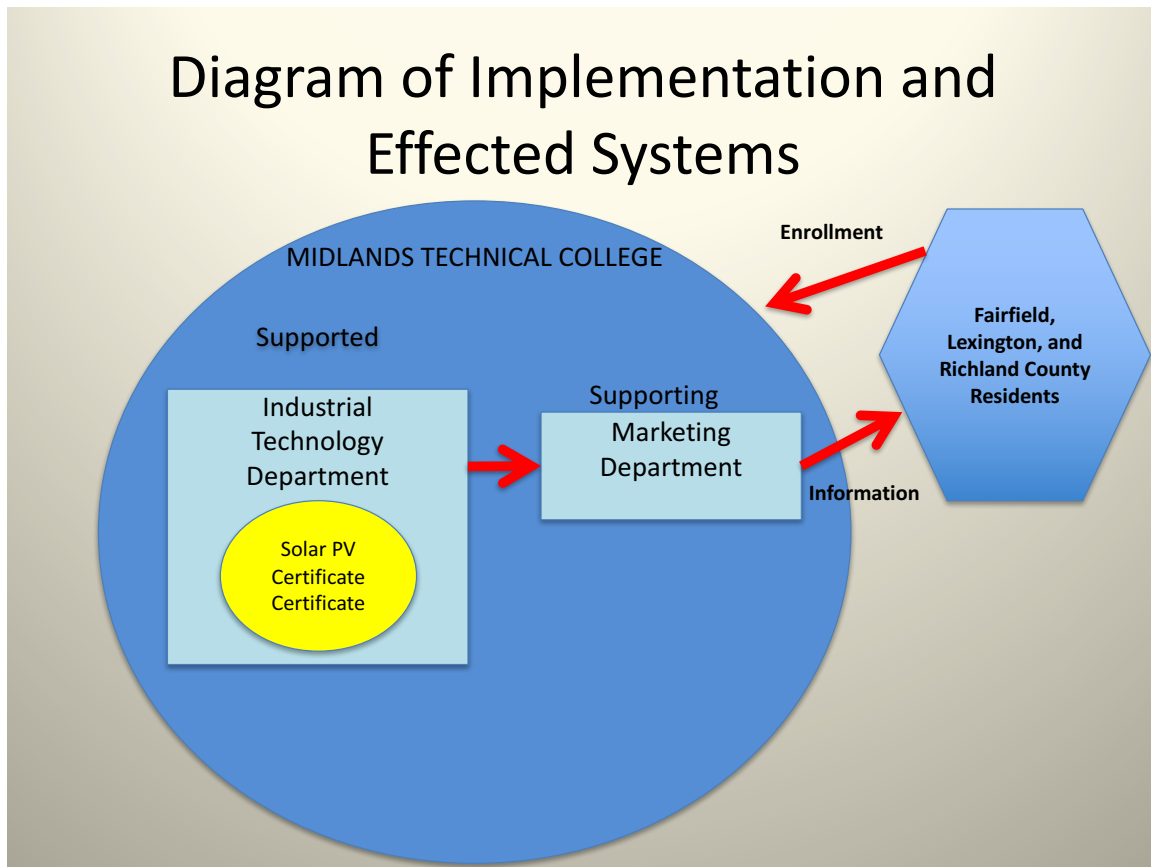 Diagram of Implementation and
Effected Systems
MIDLANDS TECHNICAL COLLEGE
Supported
Industrial
Technology
Department
Solar PV
Certificate
Certificate
Supporting
Marketing
Department
Enrollment
Information
Fairfield,
Lexington, and
Richland County
Residents